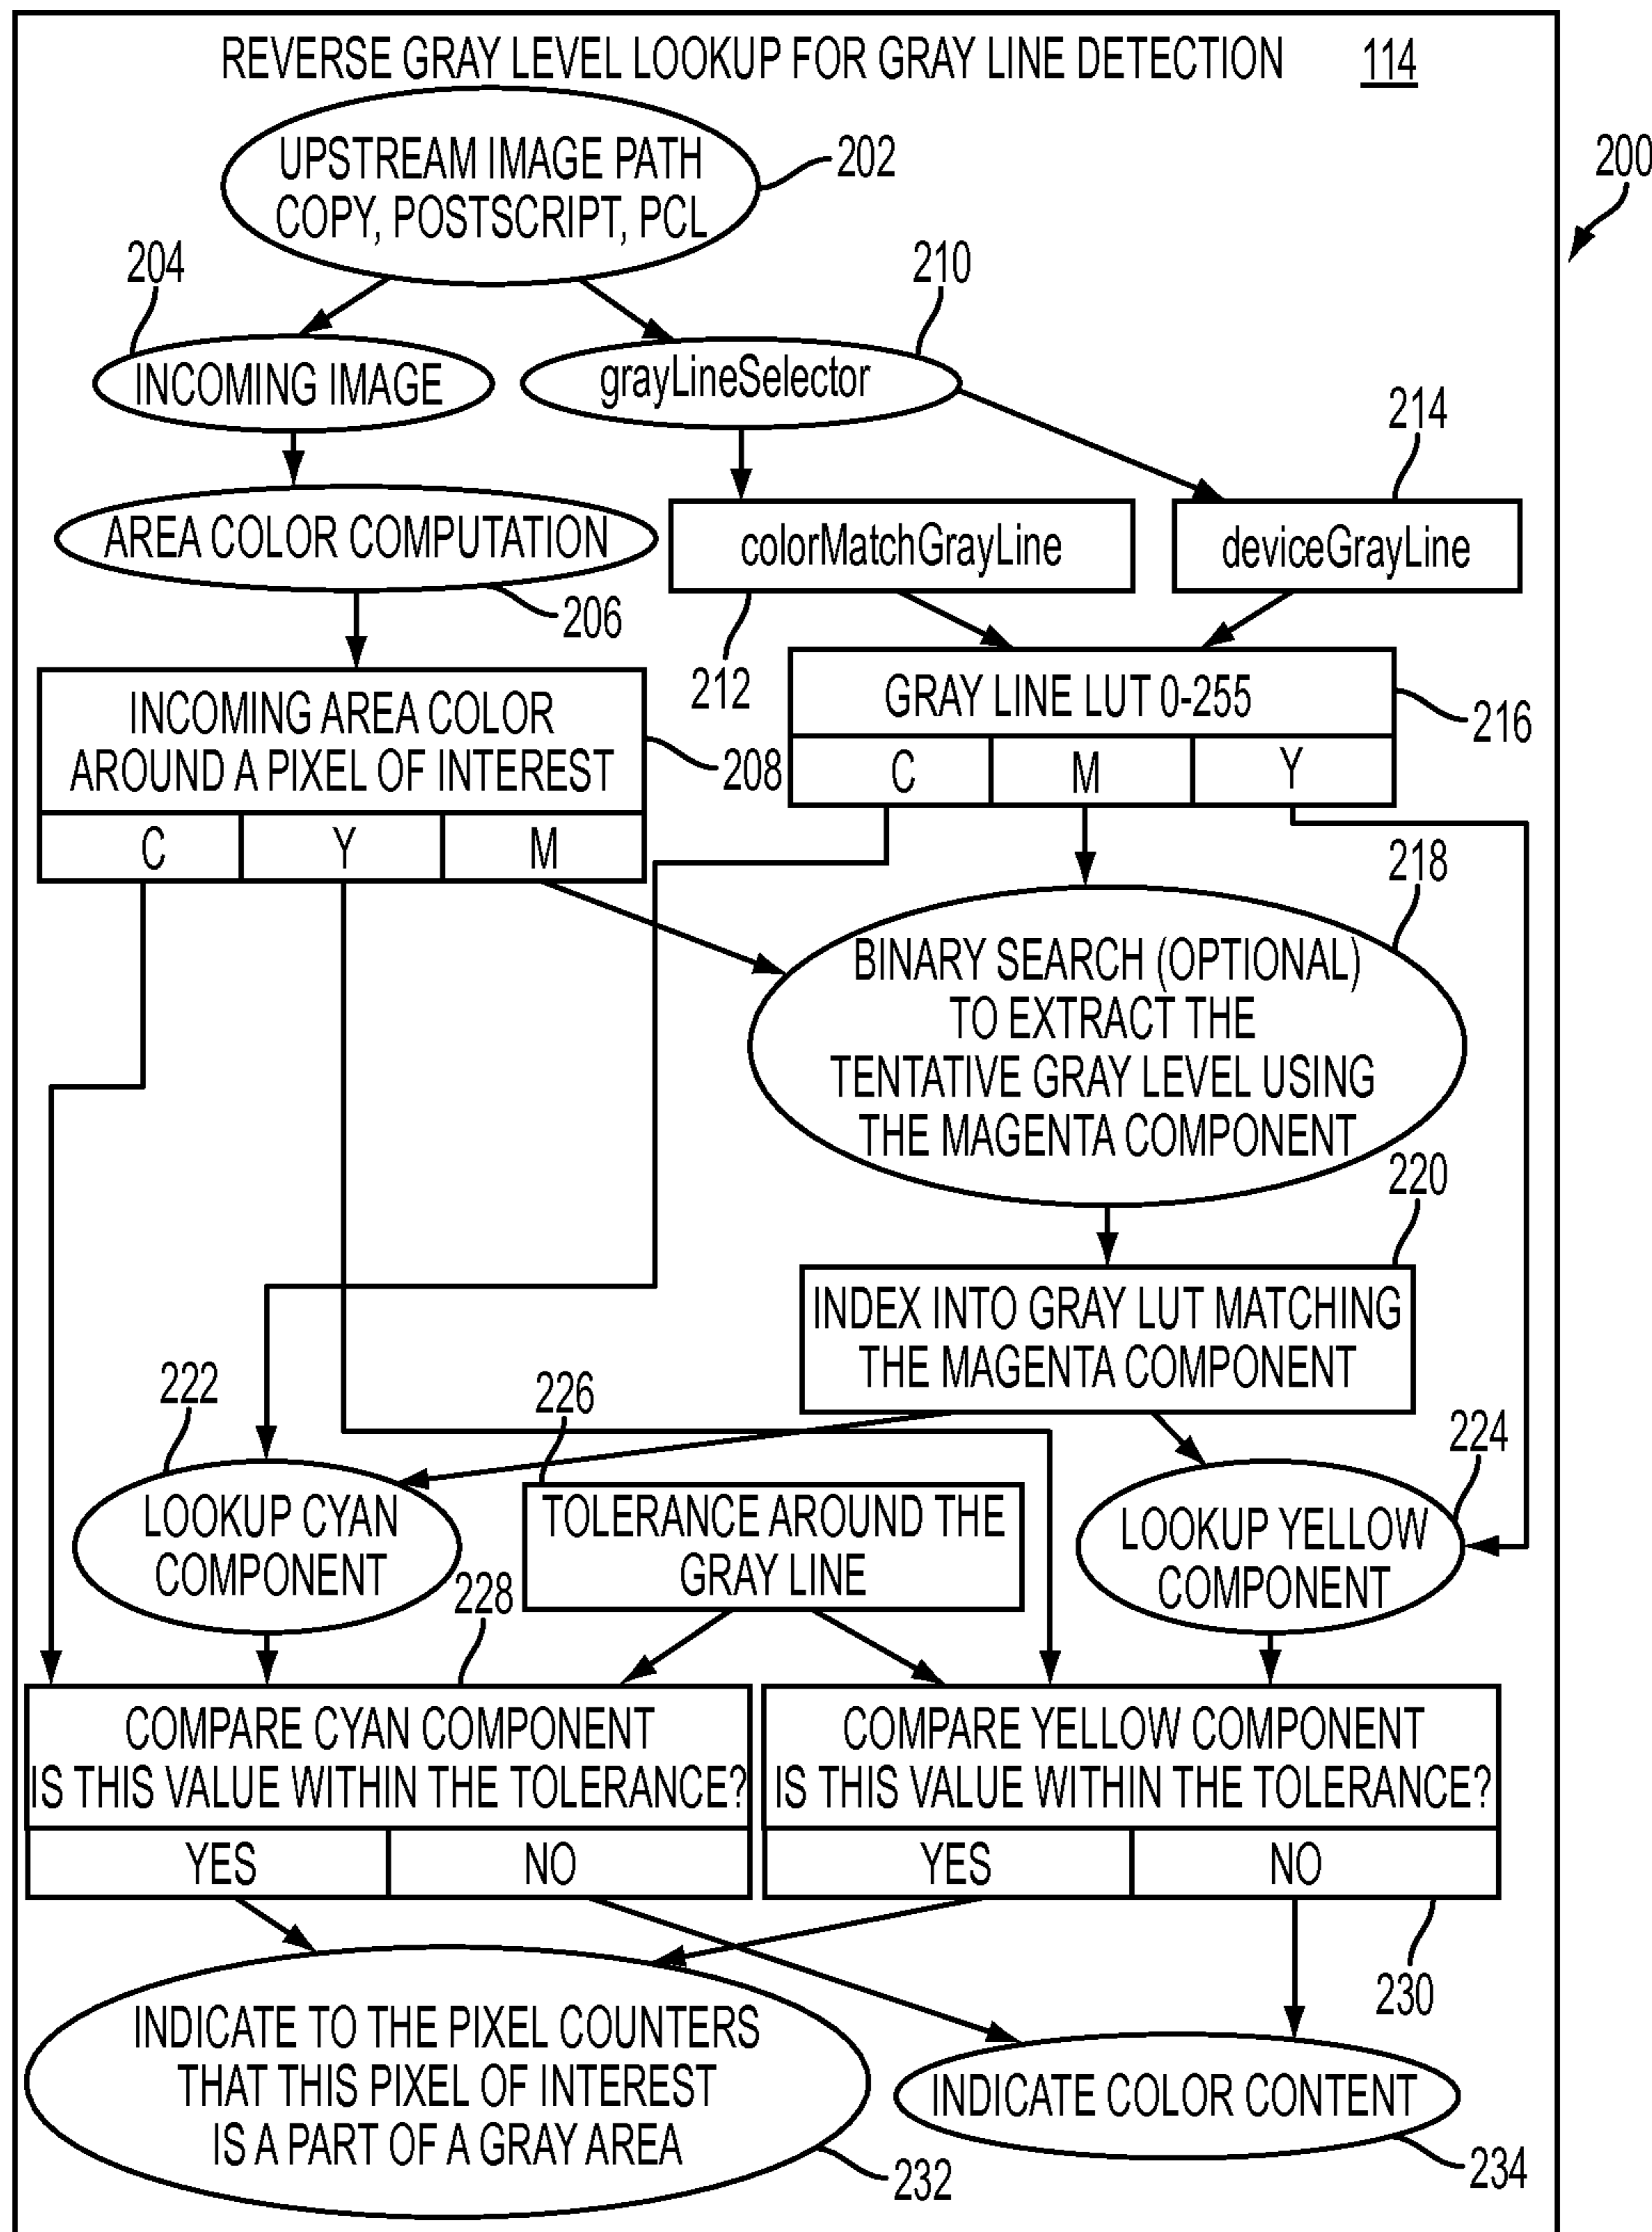 REVERSE GRAY LEVEL LOOKUP FOR GRAY LINE DETECTION 114
200
UPSTREAM IMAGE PATH
COPY, POSTSCRIPT, PCL
202
204
210
INCOMING IMAGE
grayLineSelector
214
AREA COLOR COMPUTATION
colorMatchGrayLine
deviceGrayLine
206
212
INCOMING AREA COLOR
AROUND A PIXEL OF INTEREST
208
C Y M
GRAY LINE LUT 0-255
216
C M Y
218
BINARY SEARCH (OPTIONAL)
TO EXTRACT THE
TENTATIVE GRAY LEVEL USING
THE MAGENTA COMPONENT
220
INDEX INTO GRAY LUT MATCHING
THE MAGENTA COMPONENT
222
226
224
LOOKUP CYAN
COMPONENT
TOLERANCE AROUND THE
GRAY LINE
LOOKUP YELLOW
COMPONENT
228
COMPARE CYAN COMPONENT
IS THIS VALUE WITHIN THE TOLERANCE?
YES NO
COMPARE YELLOW COMPONENT
IS THIS VALUE WITHIN THE TOLERANCE?
YES NO
230
INDICATE TO THE PIXEL COUNTERS
THAT THIS PIXEL OF INTEREST
IS A PART OF A GRAY AREA
232
INDICATE COLOR CONTENT
234